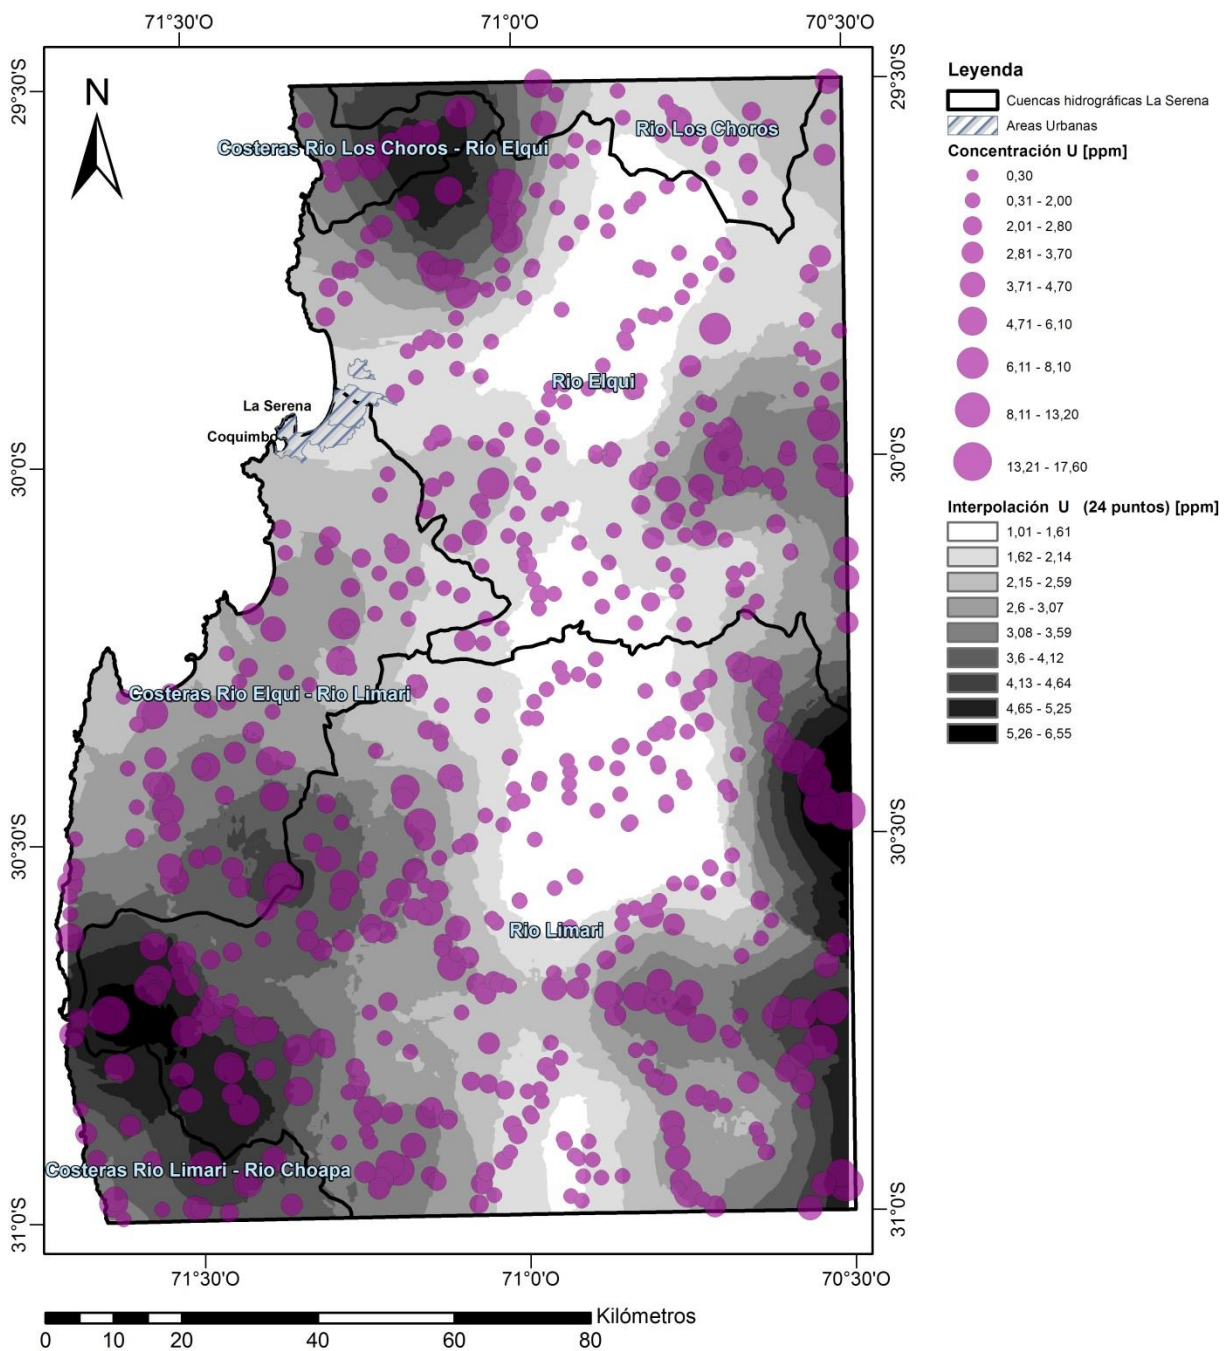 71°30'O
71°0'O
70°30'O
29°30'S
29°30'S
N
Costeras Rio Los Choros - Rio Elqui
Rio Los Choros
Rio Elqui
La Serena
Coquimbo
30°0'S
30°0'S
Costeras Rio Elqui - Rio Limari
30°30'S
30°30'S
Rio Limari
Costeras Rio Limari - Rio Choapa
31°0'S
31°0'S
71°30'O
71°0'O
70°30'O
Kilómetros
0
10
20
40
60
80
Leyenda
Cuencas hidrográficas La Serena
Areas Urbanas
Concentración U [ppm]
0,30
0,31 - 2,00
2,01 - 2,80
2,81 - 3,70
3,71 - 4,70
4,71 - 6,10
6,11 - 8,10
8,11 - 13,20
13,21 - 17,60
Interpolación U (24 puntos) [ppm]
1,01 - 1,61
1,62 - 2,14
2,15 - 2,59
2,6 - 3,07
3,08 - 3,59
3,6 - 4,12
4,13 - 4,64
4,65 - 5,25
5,26 - 6,55